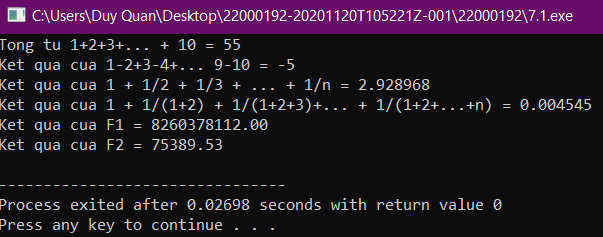 C:\Users\Duy Quan\Desktop\22000192-20201120T105221Z-001\22000192\7.1.exe
Tong tu 1+2+3+... + 10 = 55
Ket qua cua 1-2+3-4+... 9-10 = -5
Ket qua cua 1 + 1/2 + 1/3 + ... + 1/n = 2.928968
Ket qua cua 1 + 1/(1+2) + 1/(1+2+3)+... + 1/(1+2+...+n) = 0.004545
Ket qua cua F1 = 8260378112.00
Ket qua cua F2 = 75389.53
--------------------------------
Process exited after 0.02698 seconds with return value 0
Press any key to continue . . .